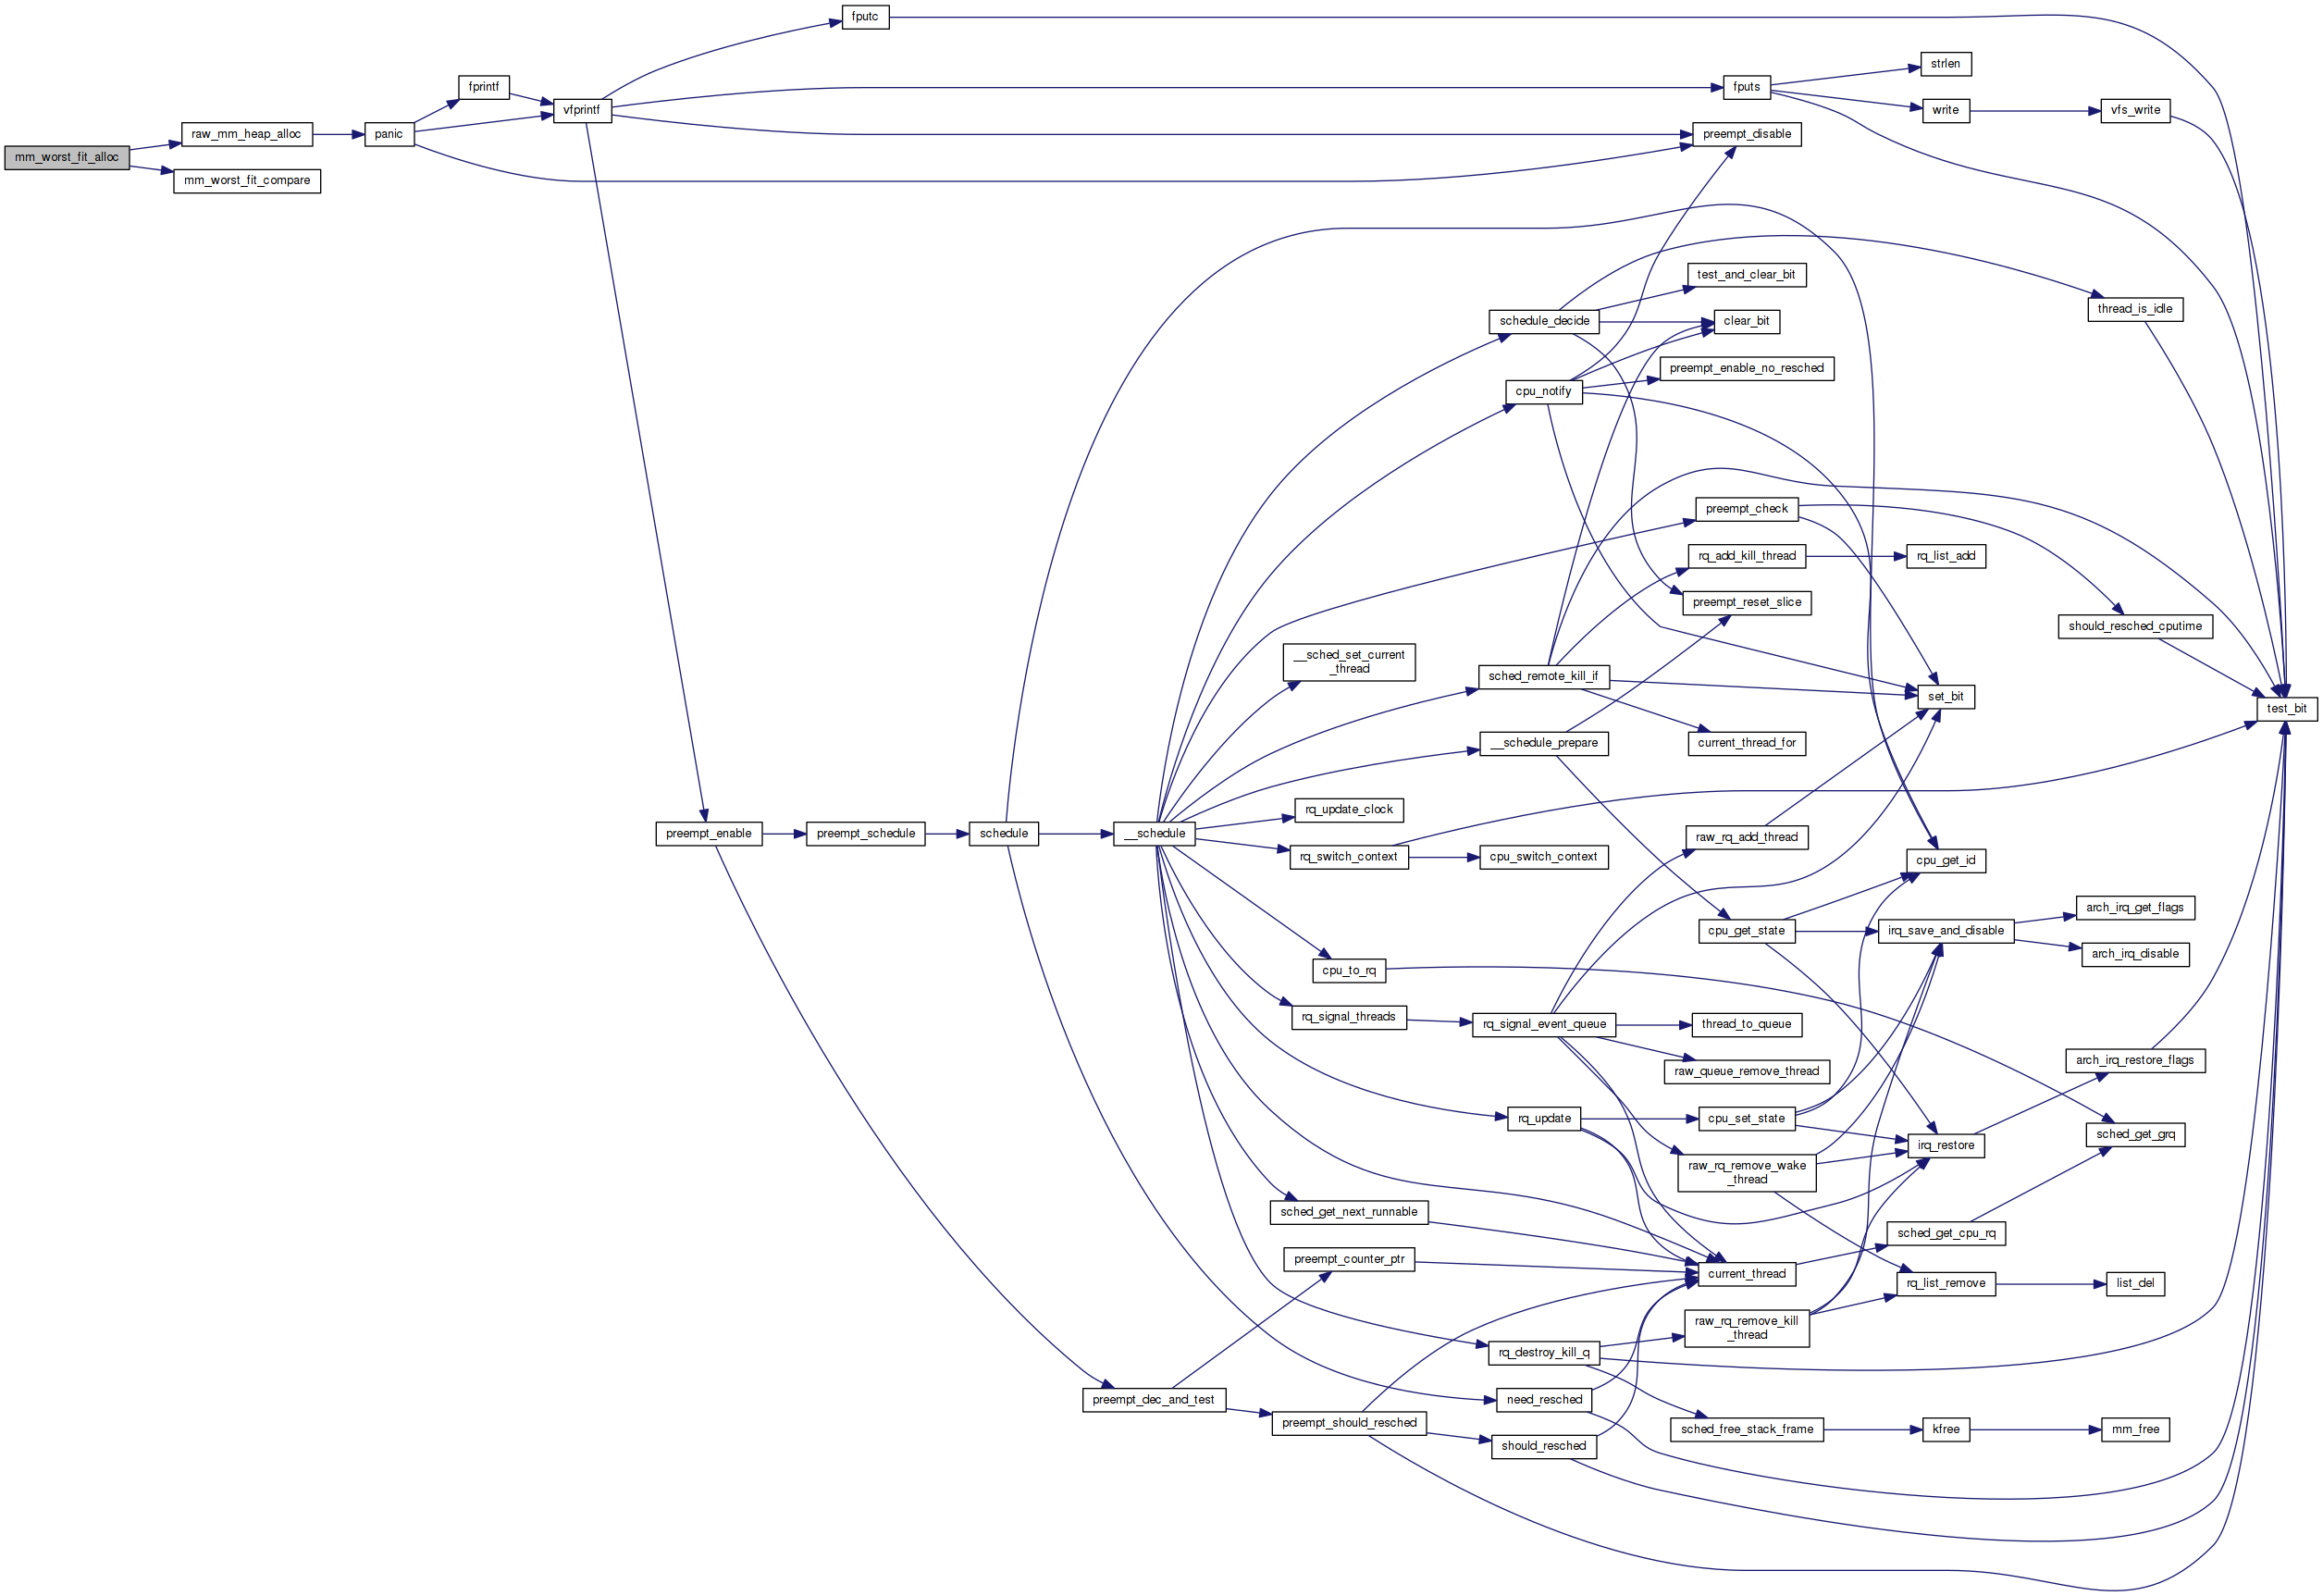 fputc
strlen
fprintf
fputs
vfprintf
write
vfs_write
raw_mm_heap_alloc
panic
preempt_disable
mm_worst_fit_alloc
mm_worst_fit_compare
test_and_clear_bit
thread_is_idle
schedule_decide
clear_bit
preempt_enable_no_resched
cpu_notify
preempt_check
rq_add_kill_thread
rq_list_add
preempt_reset_slice
should_resched_cputime
__sched_set_current
_thread
sched_remote_kill_if
set_bit
test_bit
__schedule_prepare
current_thread_for
rq_update_clock
preempt_enable
preempt_schedule
schedule
__schedule
raw_rq_add_thread
rq_switch_context
cpu_switch_context
cpu_get_id
arch_irq_get_flags
cpu_get_state
irq_save_and_disable
arch_irq_disable
cpu_to_rq
rq_signal_threads
rq_signal_event_queue
thread_to_queue
arch_irq_restore_flags
raw_queue_remove_thread
rq_update
cpu_set_state
sched_get_grq
irq_restore
raw_rq_remove_wake
_thread
sched_get_next_runnable
sched_get_cpu_rq
preempt_counter_ptr
current_thread
rq_list_remove
list_del
raw_rq_remove_kill
_thread
rq_destroy_kill_q
preempt_dec_and_test
need_resched
preempt_should_resched
sched_free_stack_frame
kfree
mm_free
should_resched